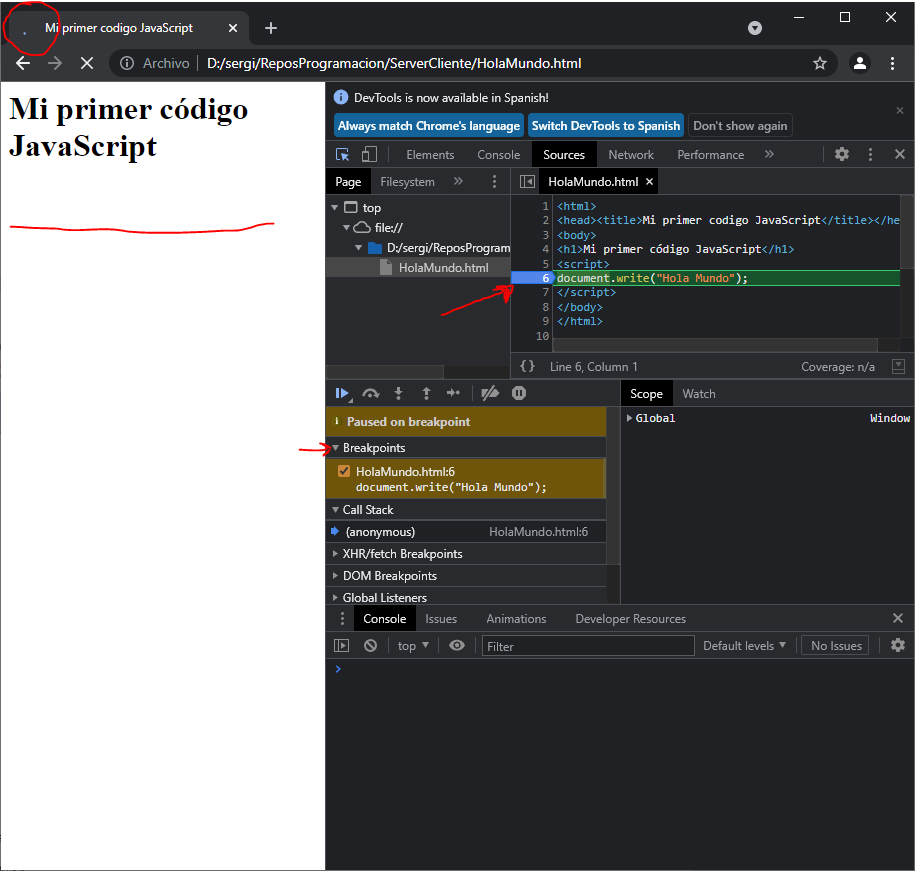 Mi primer codigo JavaScript
Archivo D:/sergi/ReposProgramacion/ServerCliente/HolaMundo.html
Mi primer código
JavaScript
DevTools is now available in Spanish!
Always match Chrome's language Switch DevTools to Spanish Don't show again
Elements Console Sources Network Performance »
Page Filesystem » HolaMundo.html
top
file://
D:/sergi/ReposProgram
HolaMundo.html
1 <html>
2 <head><title>Mi primer codigo JavaScript</title></he
3 <body>
4 <h1>Mi primer código JavaScript</h1>
5 <script>
6 document.write("Hola Mundo");
7 </script>
8 </body>
9 </html>
10
{} Line 6, Column 1 Coverage: n/a
Scope Watch
Paused on breakpoint
Global Window
Breakpoints
HolaMundo.html:6
document.write("Hola Mundo");
Call Stack
(anonymous) HolaMundo.html:6
XHR/fetch Breakpoints
DOM Breakpoints
Global Listeners
Console Issues Animations Developer Resources
top Filter Default levels No Issues